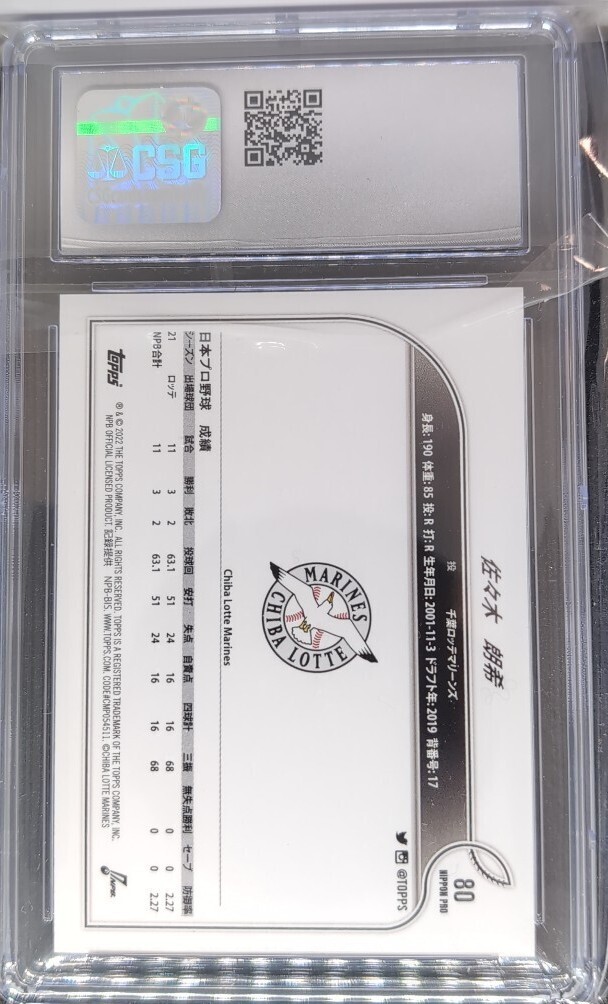 CSG
80
NIPPON PRO
佐々木 朗希
投 千葉ロッテマリーンズ
身長: 190 体重: 85 投: R 打: R 生年月日: 2001-11-3 ドラフト年: 2019 背番号: 17
@TOPPS
MARINES
CHIBA LOTTE
Chiba Lotte Marines
日本プロ野球 成績
シーズン 出場球団 試合 勝利 敗北 投球回 安打 失点 自責点 四球計 三振 無失点勝利 セーブ 防御率
21 ロッテ 11 3 2 63.1 51 24 16 16 68 0 0 2.27
NPB合計 11 3 2 63.1 51 24 16 16 68 0 0 2.27
topps
® & © 2022 THE TOPPS COMPANY, INC. ALL RIGHTS RESERVED. TOPPS IS A REGISTERED TRADEMARK OF THE TOPPS COMPANY, INC.
NPB OFFICIAL LICENSED PRODUCT. 記録提供 NPB-BIS. WWW.TOPPS.COM. CODE#CMP054511. ©CHIBA LOTTE MARINES